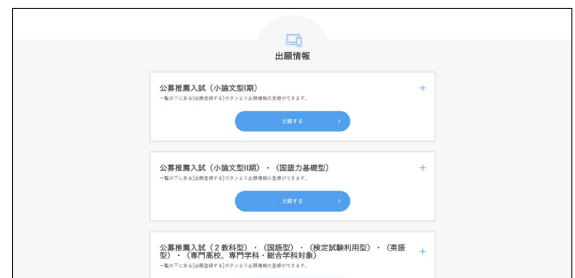 出願情報
公募推薦入試（小論文型I期）
一覧の下にある[出願登録する]ボタンより出願情報の登録ができます。
出願する
公募推薦入試（小論文型II期）・（国語力基礎型）
一覧の下にある[出願登録する]ボタンより出願情報の登録ができます。
出願する
公募推薦入試（２教科型）・（国語型）・（検定試験利用型）・（英語
型）・（専門高校、専門学科・総合学科対象）
一覧の下にある[出願登録する]ボタンより出願情報の登録ができます。